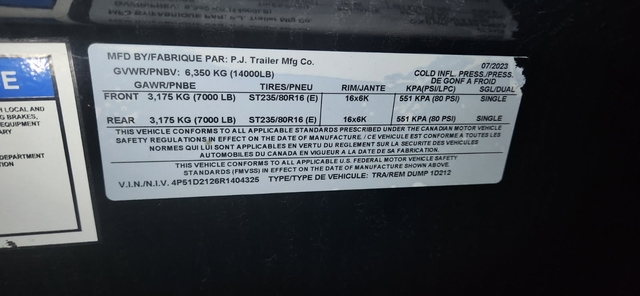 MFD BY/FABRIQUE PAR: P.J. Trailer Mfg Co. 07/2023
GVWR/PNBV: 6,350 KG (14000LB) COLD INFL. PRESS./PRESS. DE GONF A FROID
GAWR/PNBE TIRES/PNEU RIM/JANTE KPA(PSI/LPC) SGL/DUAL
FRONT 3,175 KG (7000 LB) ST235/80R16 (E) 16x6K 551 KPA (80 PSI) SINGLE
REAR 3,175 KG (7000 LB) ST235/80R16 (E) 16x6K 551 KPA (80 PSI) SINGLE
THIS VEHICLE CONFORMS TO ALL APPLICABLE STANDARDS PRESCRIBED UNDER THE CANADIAN MOTOR VEHICLE
SAFETY REGULATIONS IN EFFECT ON THE DATE OF MANUFACTURE. / CE VEHICULE EST CONFORME A TOUTES LES
NORMES QUI LUI SONT APPLICABLES EN VERTU DU REGLEMENT SUR LA SECURITE DES VEHICULES
AUTOMOBILES DU CANADA EN VIGUEUR A LA DATE DE SA FABRICATION.
THIS VEHICLE CONFORMS TO ALL APPLICABLE U.S. FEDERAL MOTOR VEHICLE SAFETY
STANDARDS (FMVSS) IN EFFECT ON THE DATE OF MANUFACTURE SHOWN ABOVE.
V.I.N./N.I.V. 4P51D2126R1404325 TYPE/TYPE DE VEHICULE: TRA/REM DUMP 1D212
E
LOCAL AND
BRAKES,
EQUIPMENT
DEPARTMENT